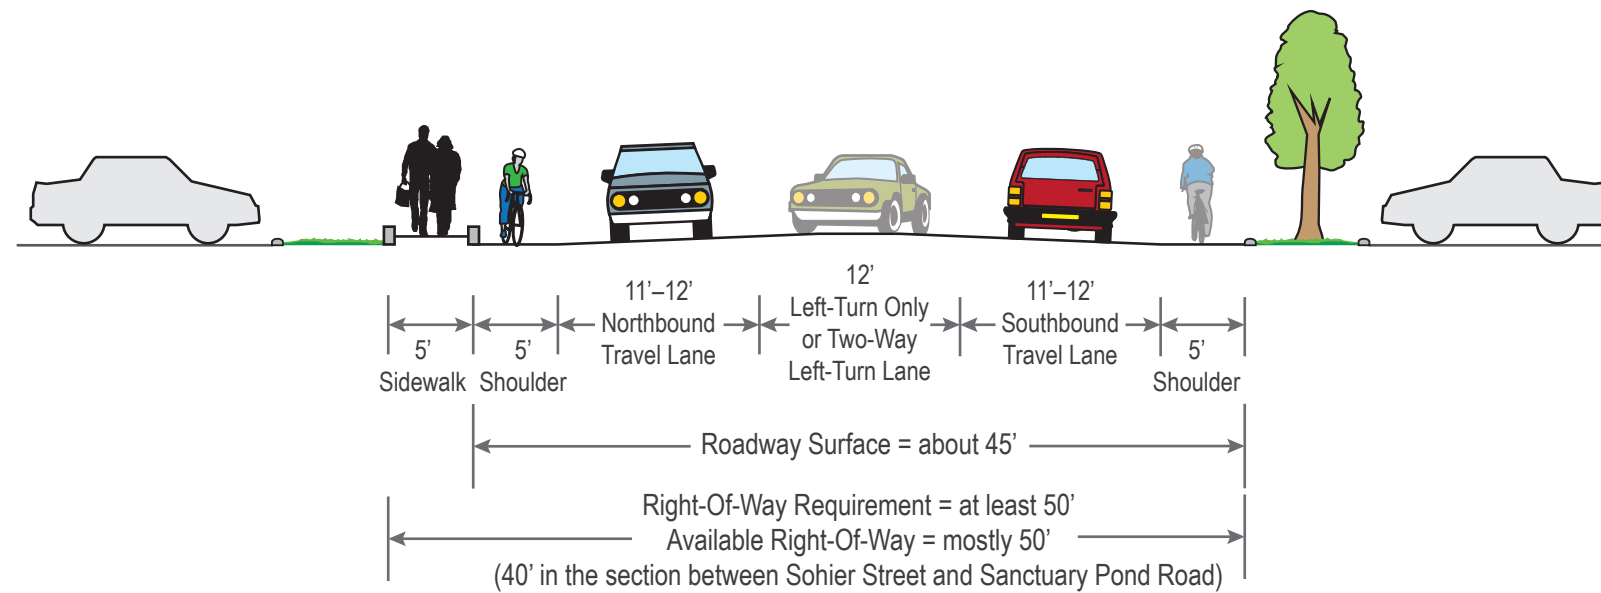 11’–12’
Northbound
Travel Lane
12’
Left-Turn Only
or Two-Way
Left-Turn Lane
11’–12’
Southbound
Travel Lane
5’
Sidewalk
5’
Shoulder
5’
Shoulder
Roadway Surface = about 45’
Right-Of-Way Requirement = at least 50’
Available Right-Of-Way = mostly 50’
(40’ in the section between Sohier Street and Sanctuary Pond Road)